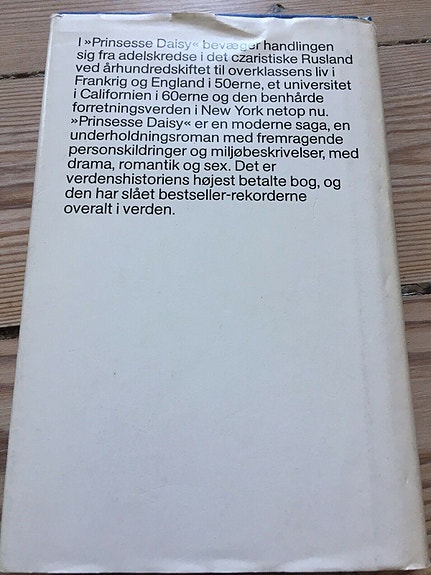 I »Prinsesse Daisy« bevæger handlingen
sig fra adelskredse i det czaristiske Rusland
ved århundredskiftet til overklassens liv i
Frankrig og England i 50erne, et universitet
i Californien i 60erne og den benhårde
forretningsverden i New York netop nu.
»Prinsesse Daisy« er en moderne saga, en
underholdningsroman med fremragende
personskildringer og miljøbeskrivelser, med
drama, romantik og sex. Det er
verdenshistoriens højest betalte bog, og
den har slået bestseller-rekorderne
overalt i verden.